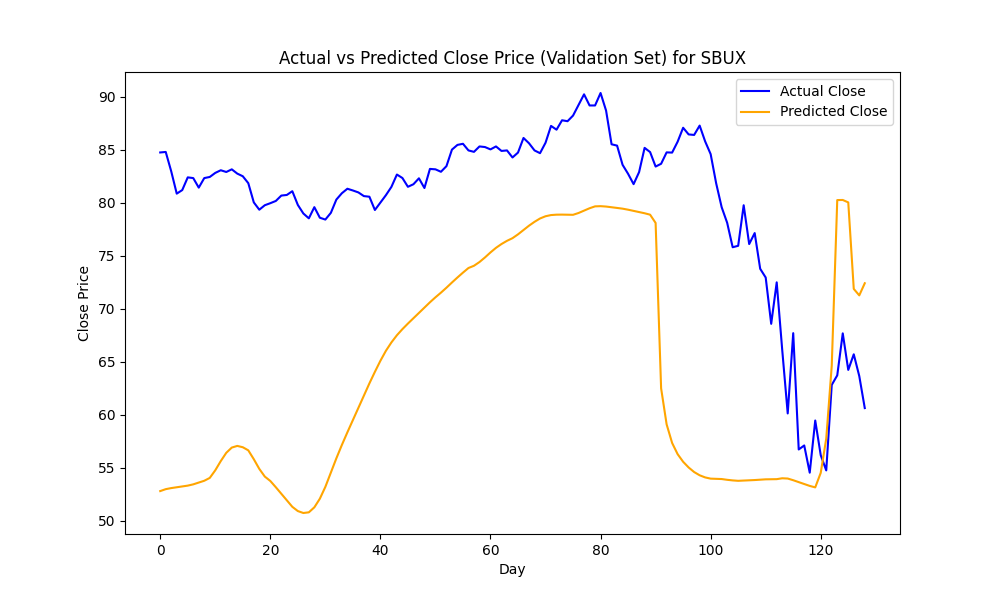 Actual vs Predicted Close Price (Validation Set) for SBUX
Actual Close
Predicted Close
90
85
80
75
70
65
60
55
50
Close Price
0 20 40 60 80 100 120
Day